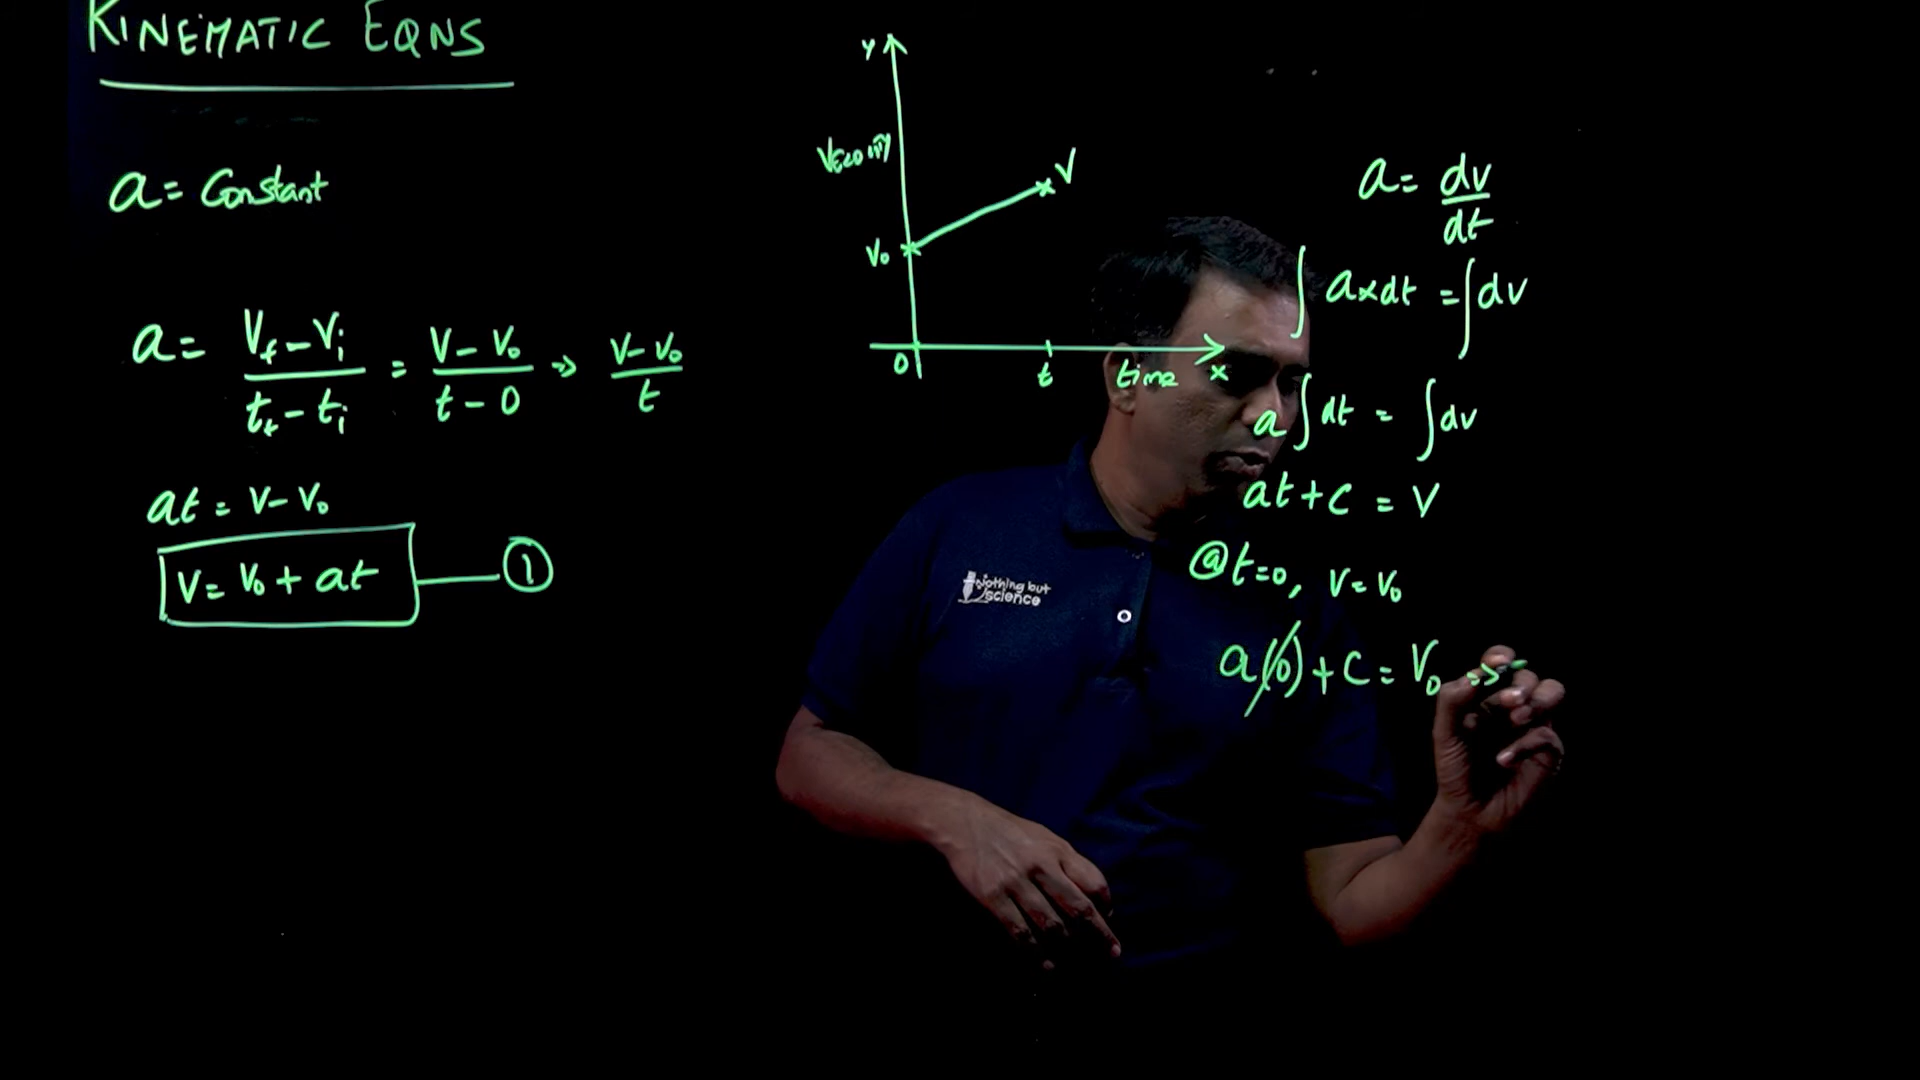 KINEMATIC EQNS
a = Constant
a = Vf - Vi / tf - ti = V - V₀ / t - 0 ⇒ V - V₀ / t
at = V - V₀
V = V₀ + at —— ①
y
Velocity
V
V₀
0
t
time
x
a = dv/dt
∫ a x dt = ∫ dv
a ∫ dt = ∫ dv
at + C = V
@ t=0, V = V₀
a(0) + C = V₀ ⇒
Nothing but
science